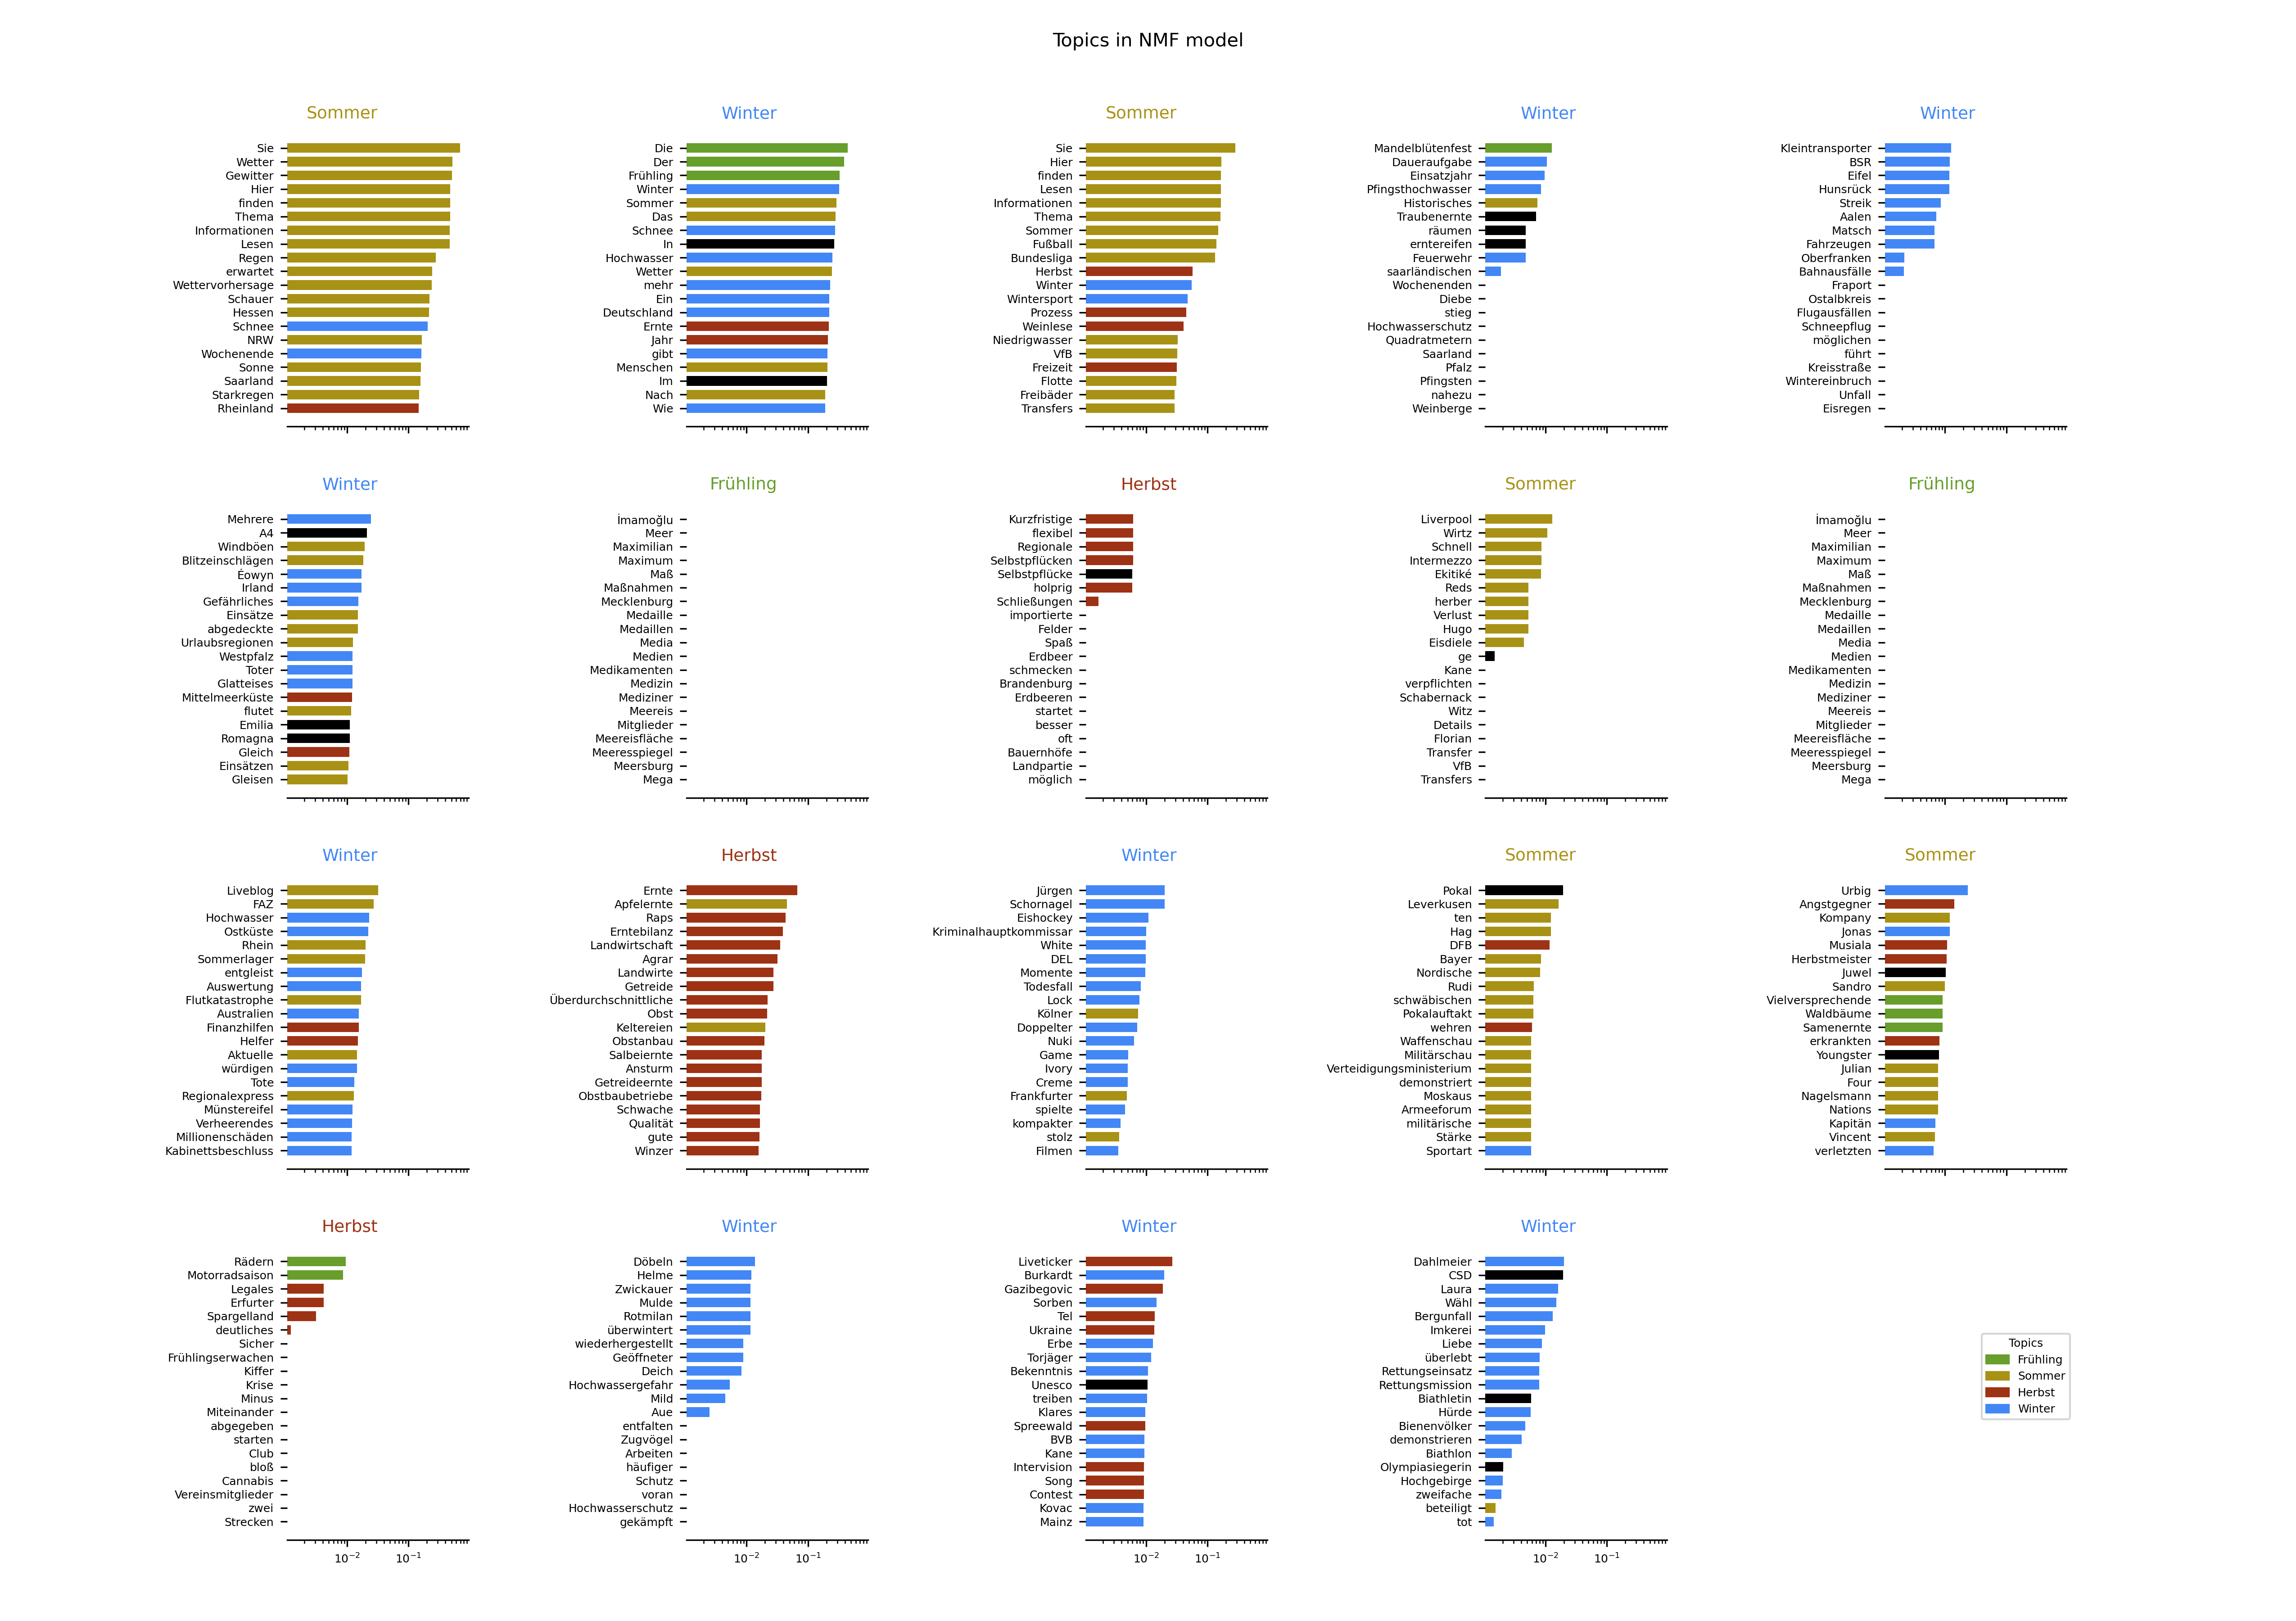 Topics in NMF model
Sommer
Sie
Wetter
Gewitter
Hier
finden
Thema
Informationen
Lesen
Regen
erwartet
Wettervorhersage
Schauer
Hessen
Schnee
NRW
Wochenende
Sonne
Saarland
Starkregen
Rheinland
Winter
Die
Der
Frühling
Winter
Sommer
Das
Schnee
In
Hochwasser
Wetter
mehr
Ein
Deutschland
Ernte
Jahr
gibt
Menschen
Im
Nach
Wie
Sommer
Sie
Hier
finden
Lesen
Informationen
Thema
Sommer
Fußball
Bundesliga
Herbst
Winter
Wintersport
Prozess
Weinlese
Niedrigwasser
VfB
Freizeit
Flotte
Freibäder
Transfers
Winter
Mandelblütenfest
Daueraufgabe
Einsatzjahr
Pfingsthochwasser
Historisches
Traubenernte
räumen
erntereifen
Feuerwehr
saarländischen
Wochenenden
Diebe
stieg
Hochwasserschutz
Quadratmetern
Saarland
Pfalz
Pfingsten
nahezu
Weinberge
Winter
Kleintransporter
BSR
Eifel
Hunsrück
Streik
Aalen
Matsch
Fahrzeugen
Oberfranken
Bahnausfälle
Fraport
Ostalbkreis
Flugausfällen
Schneepflug
möglichen
führt
Kreisstraße
Wintereinbruch
Unfall
Eisregen
Winter
Mehrere
A4
Windböen
Blitzeinschlägen
Éowyn
Irland
Gefährliches
Einsätze
abgedeckte
Urlaubsregionen
Westpfalz
Toter
Glatteises
Mittelmeerküste
flutet
Emilia
Romagna
Gleich
Einsätzen
Gleisen
Frühling
İmamoğlu
Meer
Maximilian
Maximum
Maß
Maßnahmen
Mecklenburg
Medaille
Medaillen
Media
Medien
Medikamenten
Medizin
Mediziner
Meereis
Mitglieder
Meereisfläche
Meeresspiegel
Meersburg
Mega
Herbst
Kurzfristige
flexibel
Regionale
Selbstpflücken
Selbstpflücke
holprig
Schließungen
importierte
Felder
Spaß
Erdbeer
schmecken
Brandenburg
Erdbeeren
startet
besser
oft
Bauernhöfe
Landpartie
möglich
Sommer
Liverpool
Wirtz
Schnell
Intermezzo
Ekitiké
Reds
herber
Verlust
Hugo
Eisdiele
ge
Kane
verpflichten
Schabernack
Witz
Details
Florian
Transfer
VfB
Transfers
Frühling
İmamoğlu
Meer
Maximilian
Maximum
Maß
Maßnahmen
Mecklenburg
Medaille
Medaillen
Media
Medien
Medikamenten
Medizin
Mediziner
Meereis
Mitglieder
Meereisfläche
Meeresspiegel
Meersburg
Mega
Winter
Liveblog
FAZ
Hochwasser
Ostküste
Rhein
Sommerlager
entgleist
Auswertung
Flutkatastrophe
Australien
Finanzhilfen
Helfer
Aktuelle
würdigen
Tote
Regionalexpress
Münstereifel
Verheerendes
Millionenschäden
Kabinettsbeschluss
Herbst
Ernte
Apfelernte
Raps
Erntebilanz
Landwirtschaft
Agrar
Landwirte
Getreide
Überdurchschnittliche
Obst
Keltereien
Obstanbau
Salbeiernte
Ansturm
Getreideernte
Obstbaubetriebe
Schwache
Qualität
gute
Winzer
Winter
Jürgen
Schornagel
Eishockey
Kriminalhauptkommissar
White
DEL
Momente
Todesfall
Lock
Kölner
Doppelter
Nuki
Game
Ivory
Creme
Frankfurter
spielte
kompakter
stolz
Filmen
Sommer
Pokal
Leverkusen
ten
Hag
DFB
Bayer
Nordische
Rudi
schwäbischen
Pokalauftakt
wehren
Waffenschau
Militärschau
Verteidigungsministerium
demonstriert
Moskaus
Armeeforum
militärische
Stärke
Sportart
Sommer
Urbig
Angstgegner
Kompany
Jonas
Musiala
Herbstmeister
Juwel
Sandro
Vielversprechende
Waldbäume
Samenernte
erkrankten
Youngster
Julian
Four
Nagelsmann
Nations
Kapitän
Vincent
verletzten
Herbst
Rädern
Motorradsaison
Legales
Erfurter
Spargelland
deutliches
Sicher
Frühlingserwachen
Kiffer
Krise
Minus
Miteinander
abgegeben
starten
Club
bloß
Cannabis
Vereinsmitglieder
zwei
Strecken
10⁻² 10⁻¹
Winter
Döbeln
Helme
Zwickauer
Mulde
Rotmilan
überwintert
wiederhergestellt
Geöffneter
Deich
Hochwassergefahr
Mild
Aue
entfalten
Zugvögel
Arbeiten
häufiger
Schutz
voran
Hochwasserschutz
gekämpft
10⁻² 10⁻¹
Winter
Liveticker
Burkardt
Gazibegovic
Sorben
Tel
Ukraine
Erbe
Torjäger
Bekenntnis
Unesco
treiben
Klares
Spreewald
BVB
Kane
Intervision
Song
Contest
Kovac
Mainz
10⁻² 10⁻¹
Winter
Dahlmeier
CSD
Laura
Wähl
Bergunfall
Imkerei
Liebe
überlebt
Rettungseinsatz
Rettungsmission
Biathletin
Hürde
Bienenvölker
demonstrieren
Biathlon
Olympiasiegerin
Hochgebirge
zweifache
beteiligt
tot
10⁻² 10⁻¹
Topics
Frühling
Sommer
Herbst
Winter